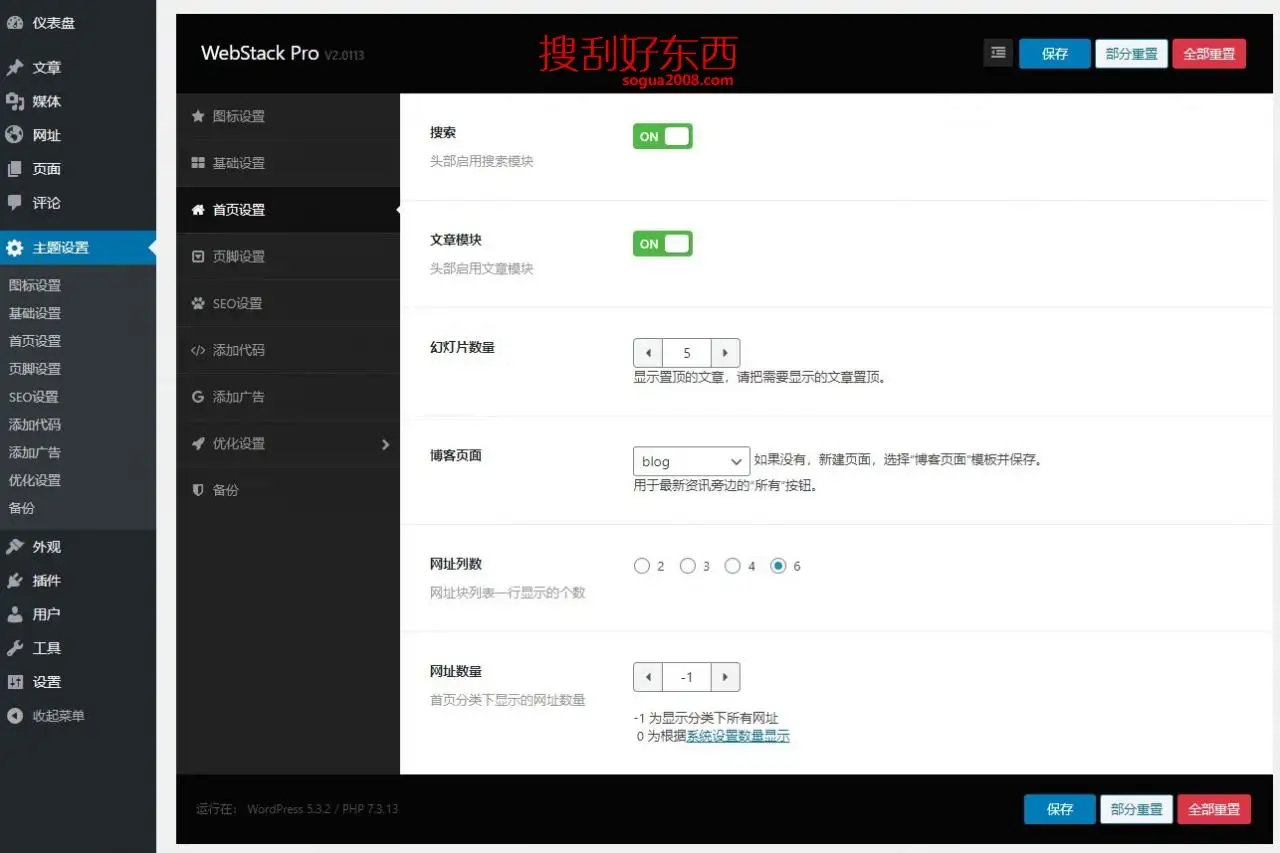 仪表盘
文章
媒体
网址
页面
评论
主题设置
图标设置
基础设置
首页设置
页脚设置
SEO设置
添加代码
添加广告
优化设置
备份
外观
插件
用户
工具
设置
收起菜单
WebStack Pro V2.0113
搜刮好东西
sogua2008.com
保存 部分重置 全部重置
图标设置
基础设置
首页设置
页脚设置
SEO设置
添加代码
添加广告
优化设置
备份
搜索 ON
头部启用搜索模块
文章模块 ON
头部启用文章模块
幻灯片数量 5
显示置顶的文章，请把需要显示的文章置顶。
博客页面 blog 如果没有，新建页面，选择“博客页面”模板并保存。
用于最新资讯旁边的“所有”按钮。
网址列数 2 3 4 6
网址块列表一行显示的个数
网址数量 -1
首页分类下显示的网址数量
-1 为显示分类下所有网址
0 为根据系统设置数量显示
运行在： WordPress 5.3.2 / PHP 7.3.13
保存 部分重置 全部重置